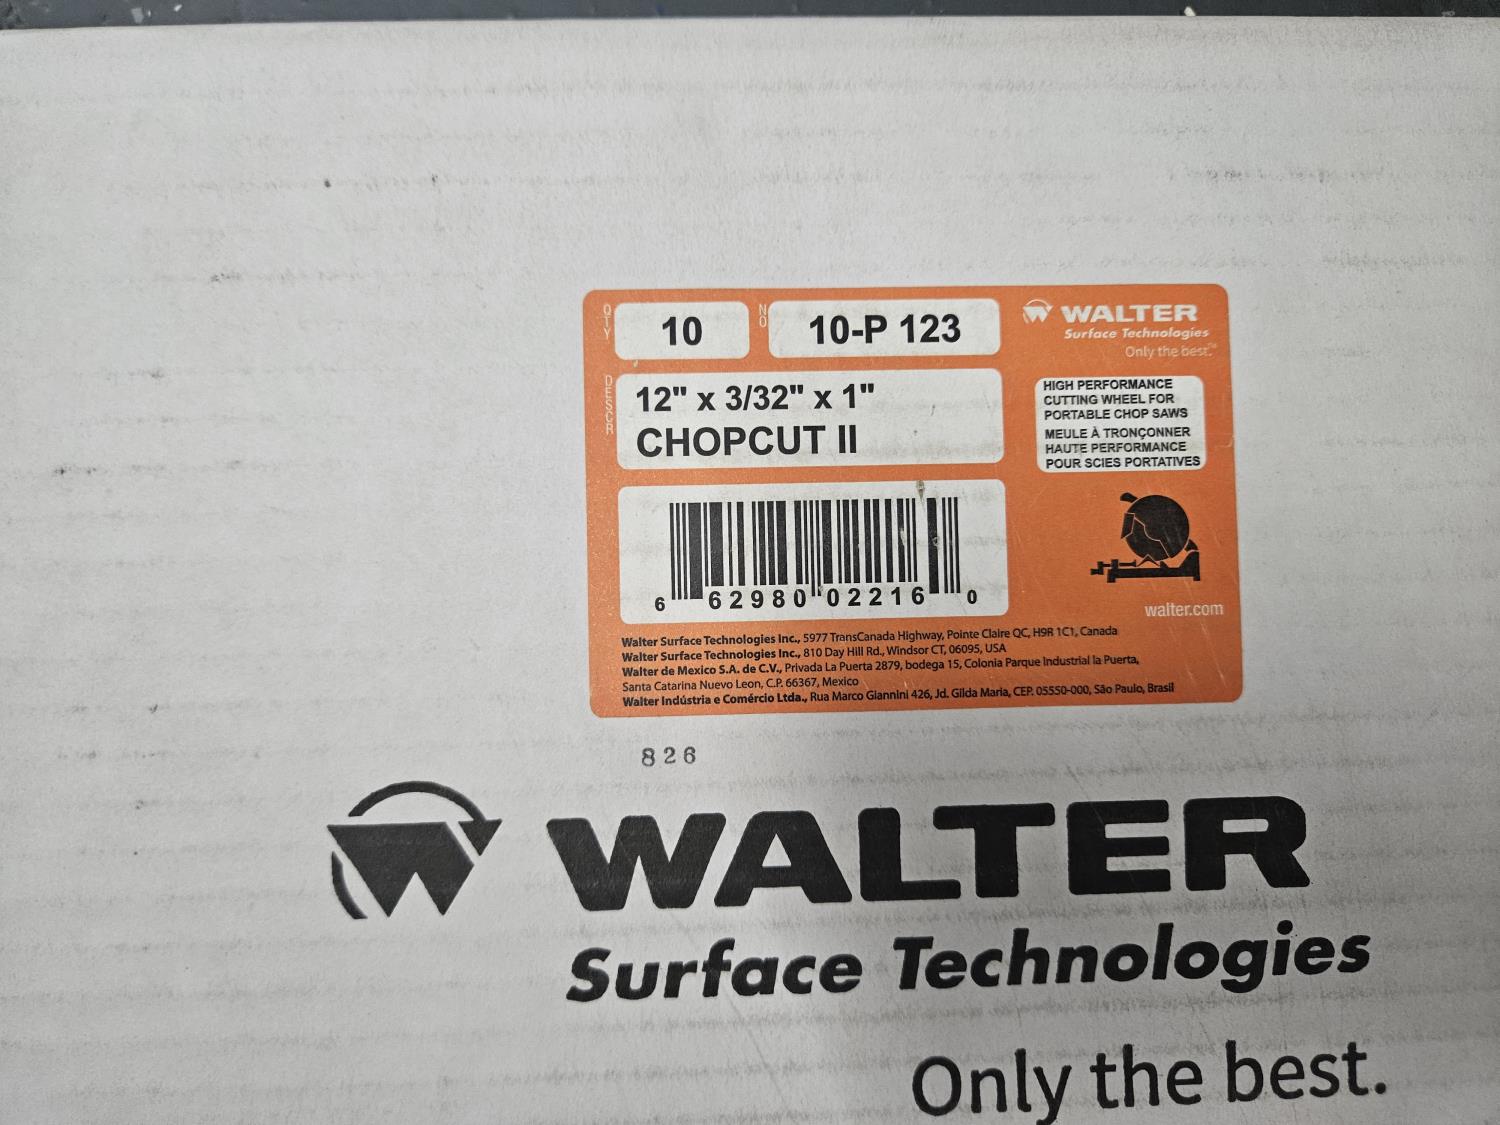 QTY 10 NO 10-P 123
WALTER
Surface Technologies
Only the best.™
DESCR 12" x 3/32" x 1"
CHOPCUT II
HIGH PERFORMANCE
CUTTING WHEEL FOR
PORTABLE CHOP SAWS
MEULE À TRONÇONNER
HAUTE PERFORMANCE
POUR SCIES PORTATIVES
6 62980 02216 0
walter.com
Walter Surface Technologies Inc., 5977 TransCanada Highway, Pointe Claire QC, H9R 1C1, Canada
Walter Surface Technologies Inc., 810 Day Hill Rd., Windsor CT, 06095, USA
Walter de Mexico S.A. de C.V., Privada La Puerta 2879, bodega 15, Colonia Parque Industrial la Puerta,
Santa Catarina Nuevo Leon, C.P. 66367, Mexico
Walter Indústria e Comércio Ltda., Rua Marco Giannini 426, Jd. Gilda Maria, CEP. 05550-000, São Paulo, Brasil
826
WALTER
Surface Technologies
Only the best.